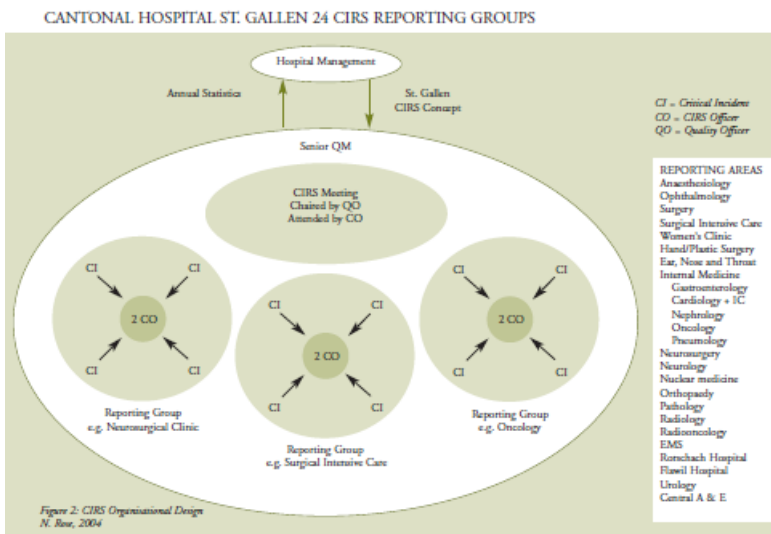 CANTONAL HOSPITAL ST. GALLEN 24 CIRS REPORTING GROUPS
Hospital Management
Annual Statistics
St. Gallen
CIRS Concept
CI = Critical Incident
CO = CIRS Officer
QO = Quality Officer
Senior QM
CIRS Meeting
Chaired by QO
Attended by CO
CI
CI
2 CO
CI
CI
Reporting Group
e.g. Neurosurgical Clinic
CI
CI
2 CO
CI
CI
Reporting Group
e.g. Surgical Intensive Care
CI
CI
2 CO
CI
CI
Reporting Group
e.g. Oncology
REPORTING AREAS
Anaesthesiology
Ophthalmology
Surgery
Surgical Intensive Care
Women's Clinic
Hand/Plastic Surgery
Ear, Nose and Throat
Internal Medicine
Gastroenterology
Cardiology + IC
Nephrology
Oncology
Pneumology
Neurosurgery
Neurology
Nuclear medicine
Orthopaedy
Pathology
Radiology
Radiooncology
EMS
Rorschach Hospital
Flawil Hospital
Urology
Central A & E
Figure 2: CIRS Organisational Design
N. Rose, 2004